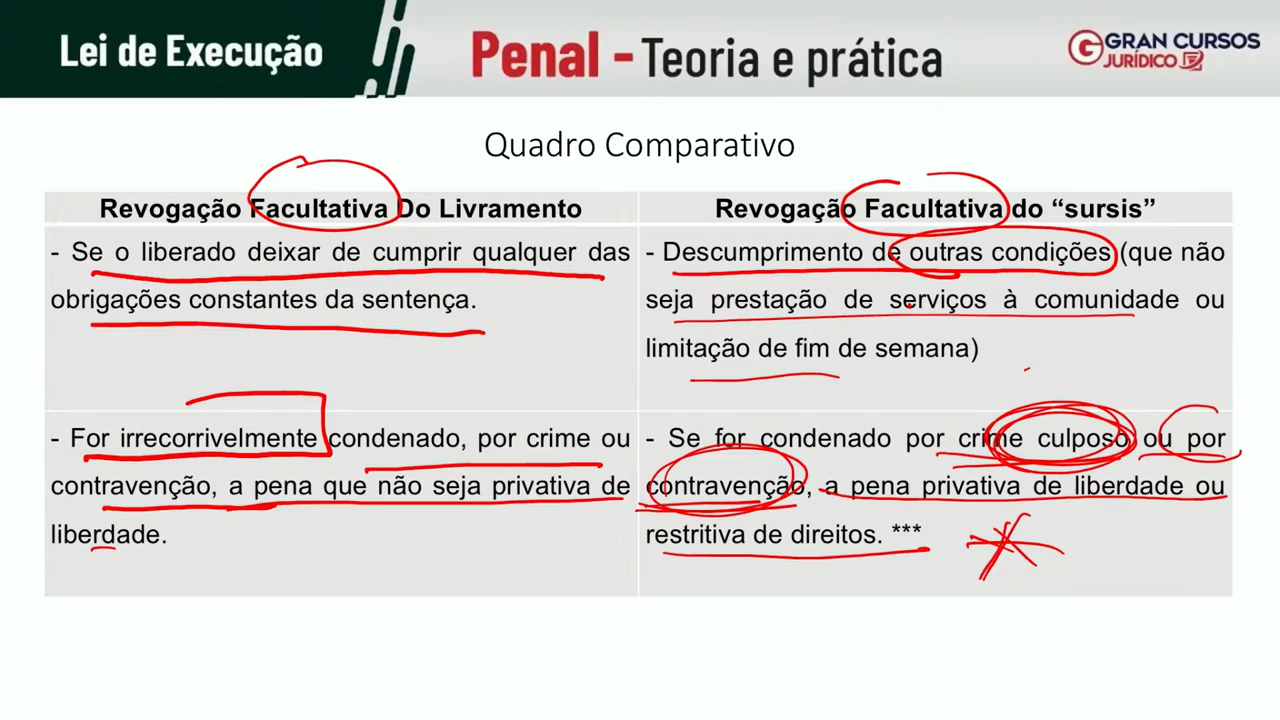 Lei de Execução
Penal - Teoria e prática
GRAN CURSOS
JURÍDICO
Quadro Comparativo
Revogação Facultativa Do Livramento
- Se o liberado deixar de cumprir qualquer das
obrigações constantes da sentença.
- For irrecorrivelmente condenado, por crime ou
contravenção, a pena que não seja privativa de
liberdade.
Revogação Facultativa do “sursis”
- Descumprimento de outras condições (que não
seja prestação de serviços à comunidade ou
limitação de fim de semana)
- Se for condenado por crime culposo ou por
contravenção, a pena privativa de liberdade ou
restritiva de direitos. ***